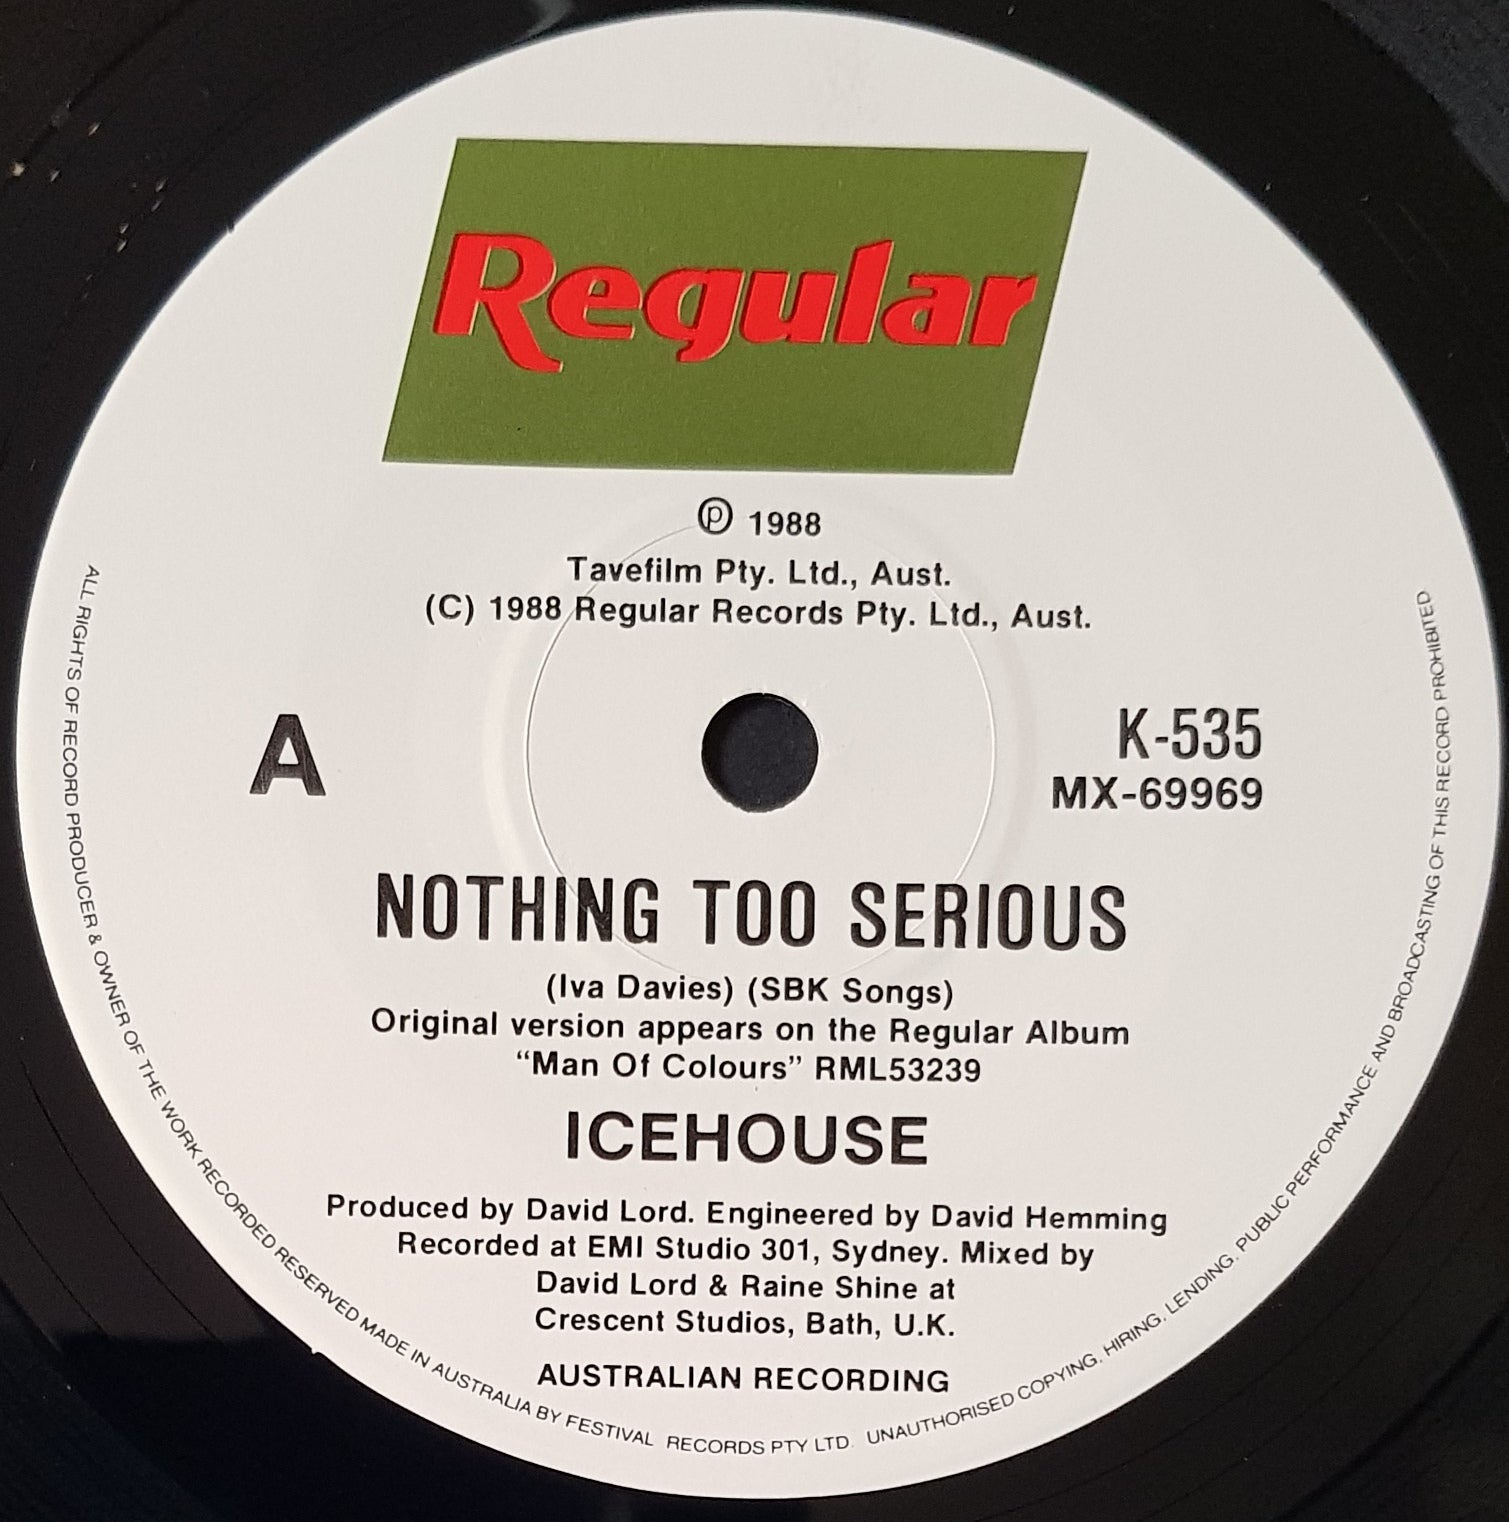 Regular
Ⓟ 1988
Tavefilm Pty. Ltd., Aust.
(C) 1988 Regular Records Pty. Ltd., Aust.
A
K-535
MX-69969
NOTHING TOO SERIOUS
(Iva Davies) (SBK Songs)
Original version appears on the Regular Album
“Man Of Colours” RML53239
ICEHOUSE
Produced by David Lord. Engineered by David Hemming
Recorded at EMI Studio 301, Sydney. Mixed by
David Lord & Raine Shine at
Crescent Studios, Bath, U.K.
AUSTRALIAN RECORDING
ALL RIGHTS OF RECORD PRODUCER & OWNER OF THE WORK RECORDED RESERVED MADE IN AUSTRALIA BY FESTIVAL RECORDS PTY LTD. UNAUTHORISED COPYING, HIRING, LENDING, PUBLIC PERFORMANCE AND BROADCASTING OF THIS RECORD PROHIBITED